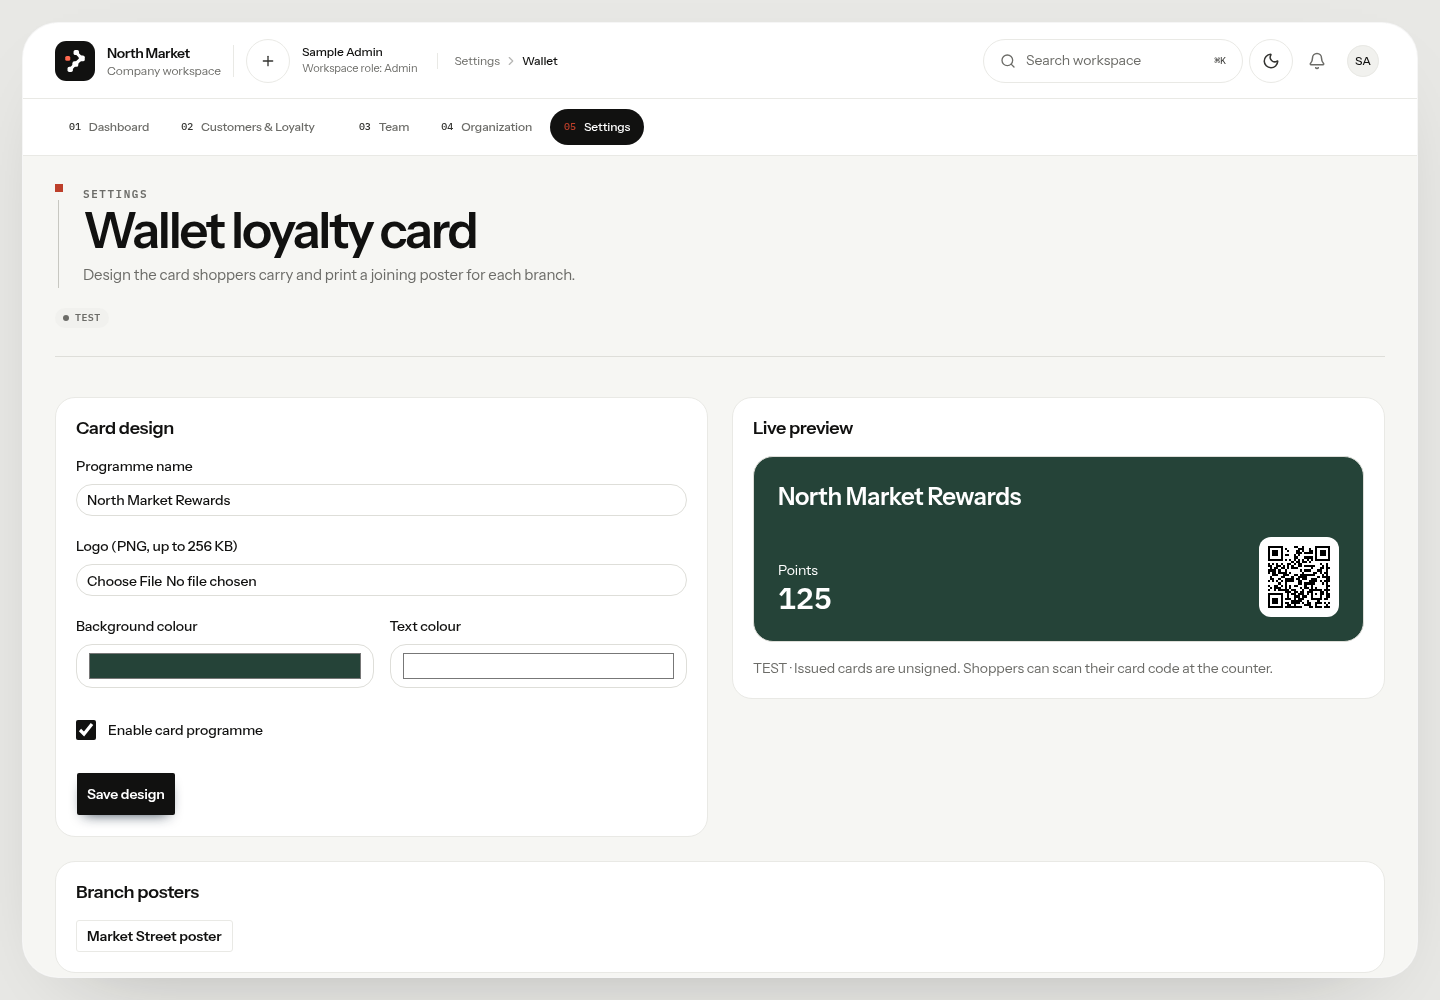 North Market
Company workspace
Sample Admin
Workspace role: Admin
Settings > Wallet
Search workspace
⌘K
SA
01 Dashboard
02 Customers & Loyalty
03 Team
04 Organization
05 Settings
SETTINGS
Wallet loyalty card
Design the card shoppers carry and print a joining poster for each branch.
TEST
Card design
Programme name
North Market Rewards
Logo (PNG, up to 256 KB)
Choose File No file chosen
Background colour
Text colour
Enable card programme
Save design
Live preview
North Market Rewards
Points
125
TEST · Issued cards are unsigned. Shoppers can scan their card code at the counter.
Branch posters
Market Street poster